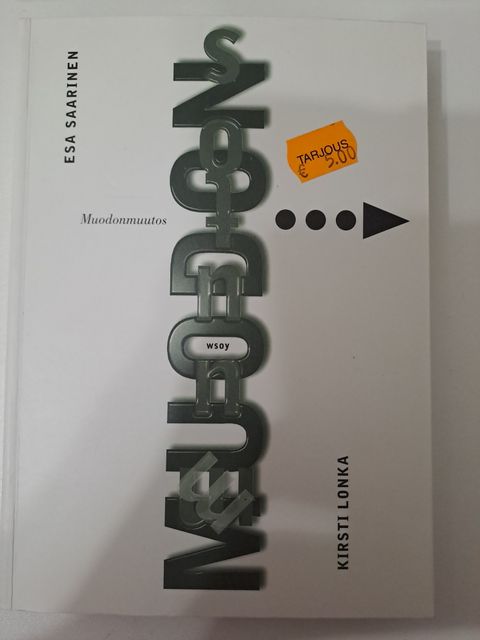 ESA SAARINEN
Muodonmuutos
MUODON
muutos
wsoy
TARJOUS
€ 5.00
KIRSTI LONKA